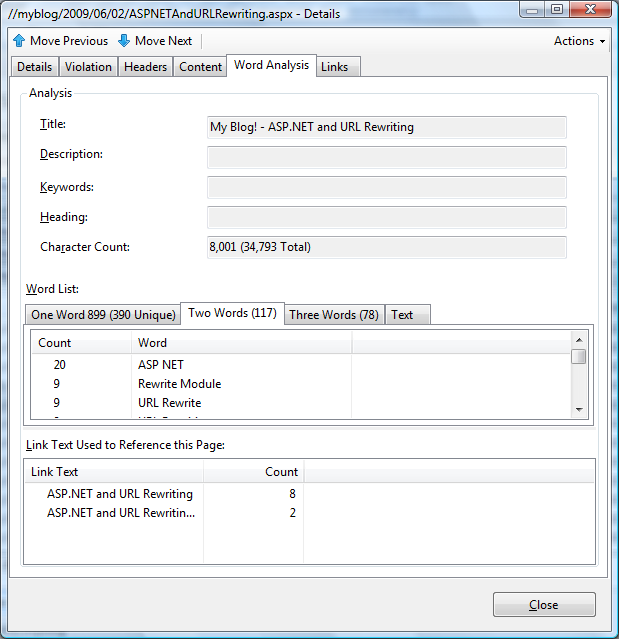 //myblog/2009/06/02/ASPNETAndURLRewriting.aspx - Details
Move Previous Move Next Actions
Details Violation Headers Content Word Analysis Links
Analysis
Title: My Blog! - ASP.NET and URL Rewriting
Description:
Keywords:
Heading:
Character Count: 8,001 (34,793 Total)
Word List:
One Word 899 (390 Unique) Two Words (117) Three Words (78) Text
Count Word
20 ASP NET
9 Rewrite Module
9 URL Rewrite
Link Text Used to Reference this Page:
Link Text Count
ASP.NET and URL Rewriting 8
ASP.NET and URL Rewritin... 2
Close